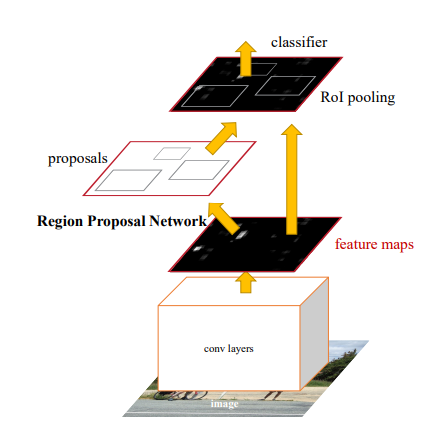 classifier
RoI pooling
proposals
Region Proposal Network
feature maps
conv layers
image